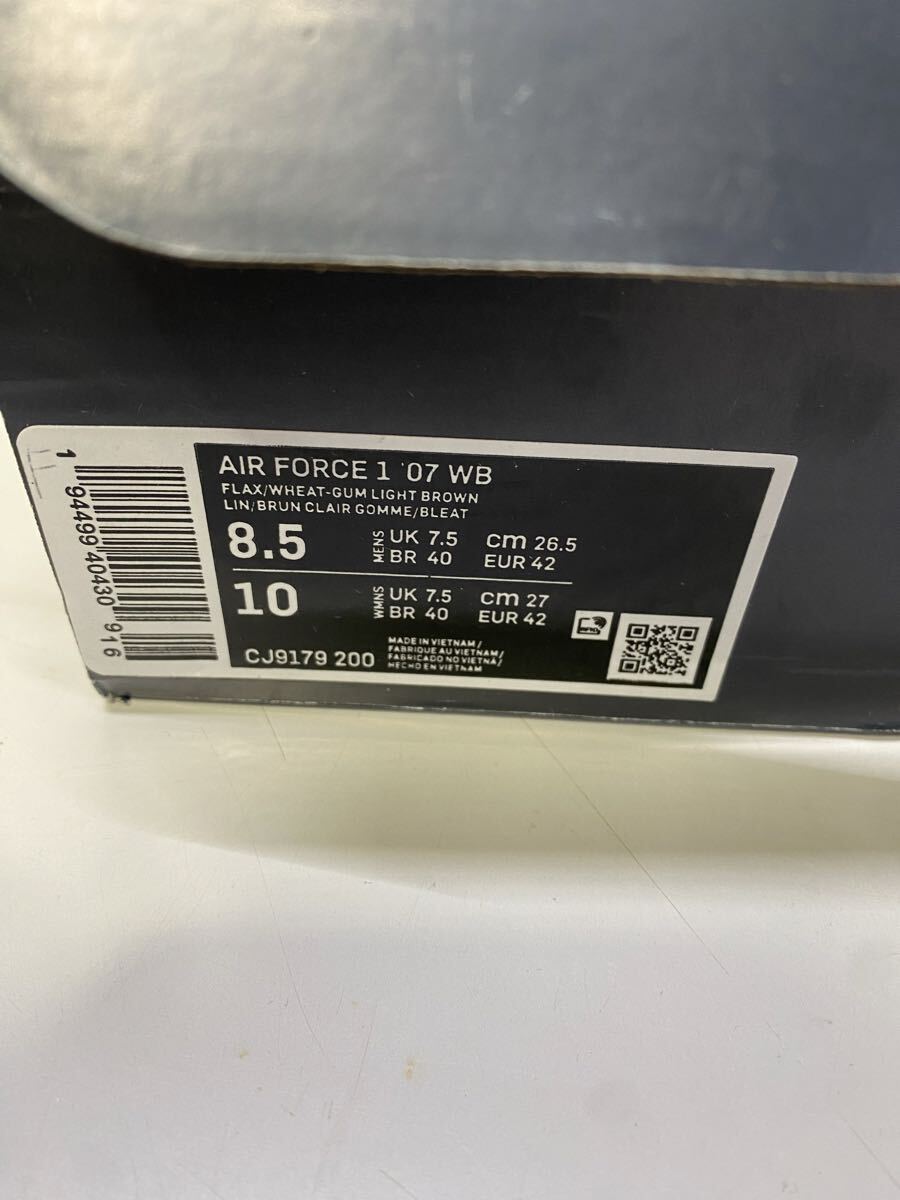 AIR FORCE 1 '07 WB
FLAX/WHEAT-GUM LIGHT BROWN
LIN/BRUN CLAIR GOMME/BLEAT
8.5 MENS UK 7.5 cm 26.5
BR 40 EUR 42
10 WMNS UK 7.5 cm 27
BR 40 EUR 42
CJ9179 200
MADE IN VIETNAM/
FABRIQUE AU VIETNAM/
FABRICADO NO VIETNÃ/
HECHO EN VIETNAM
1 94499 40430 916